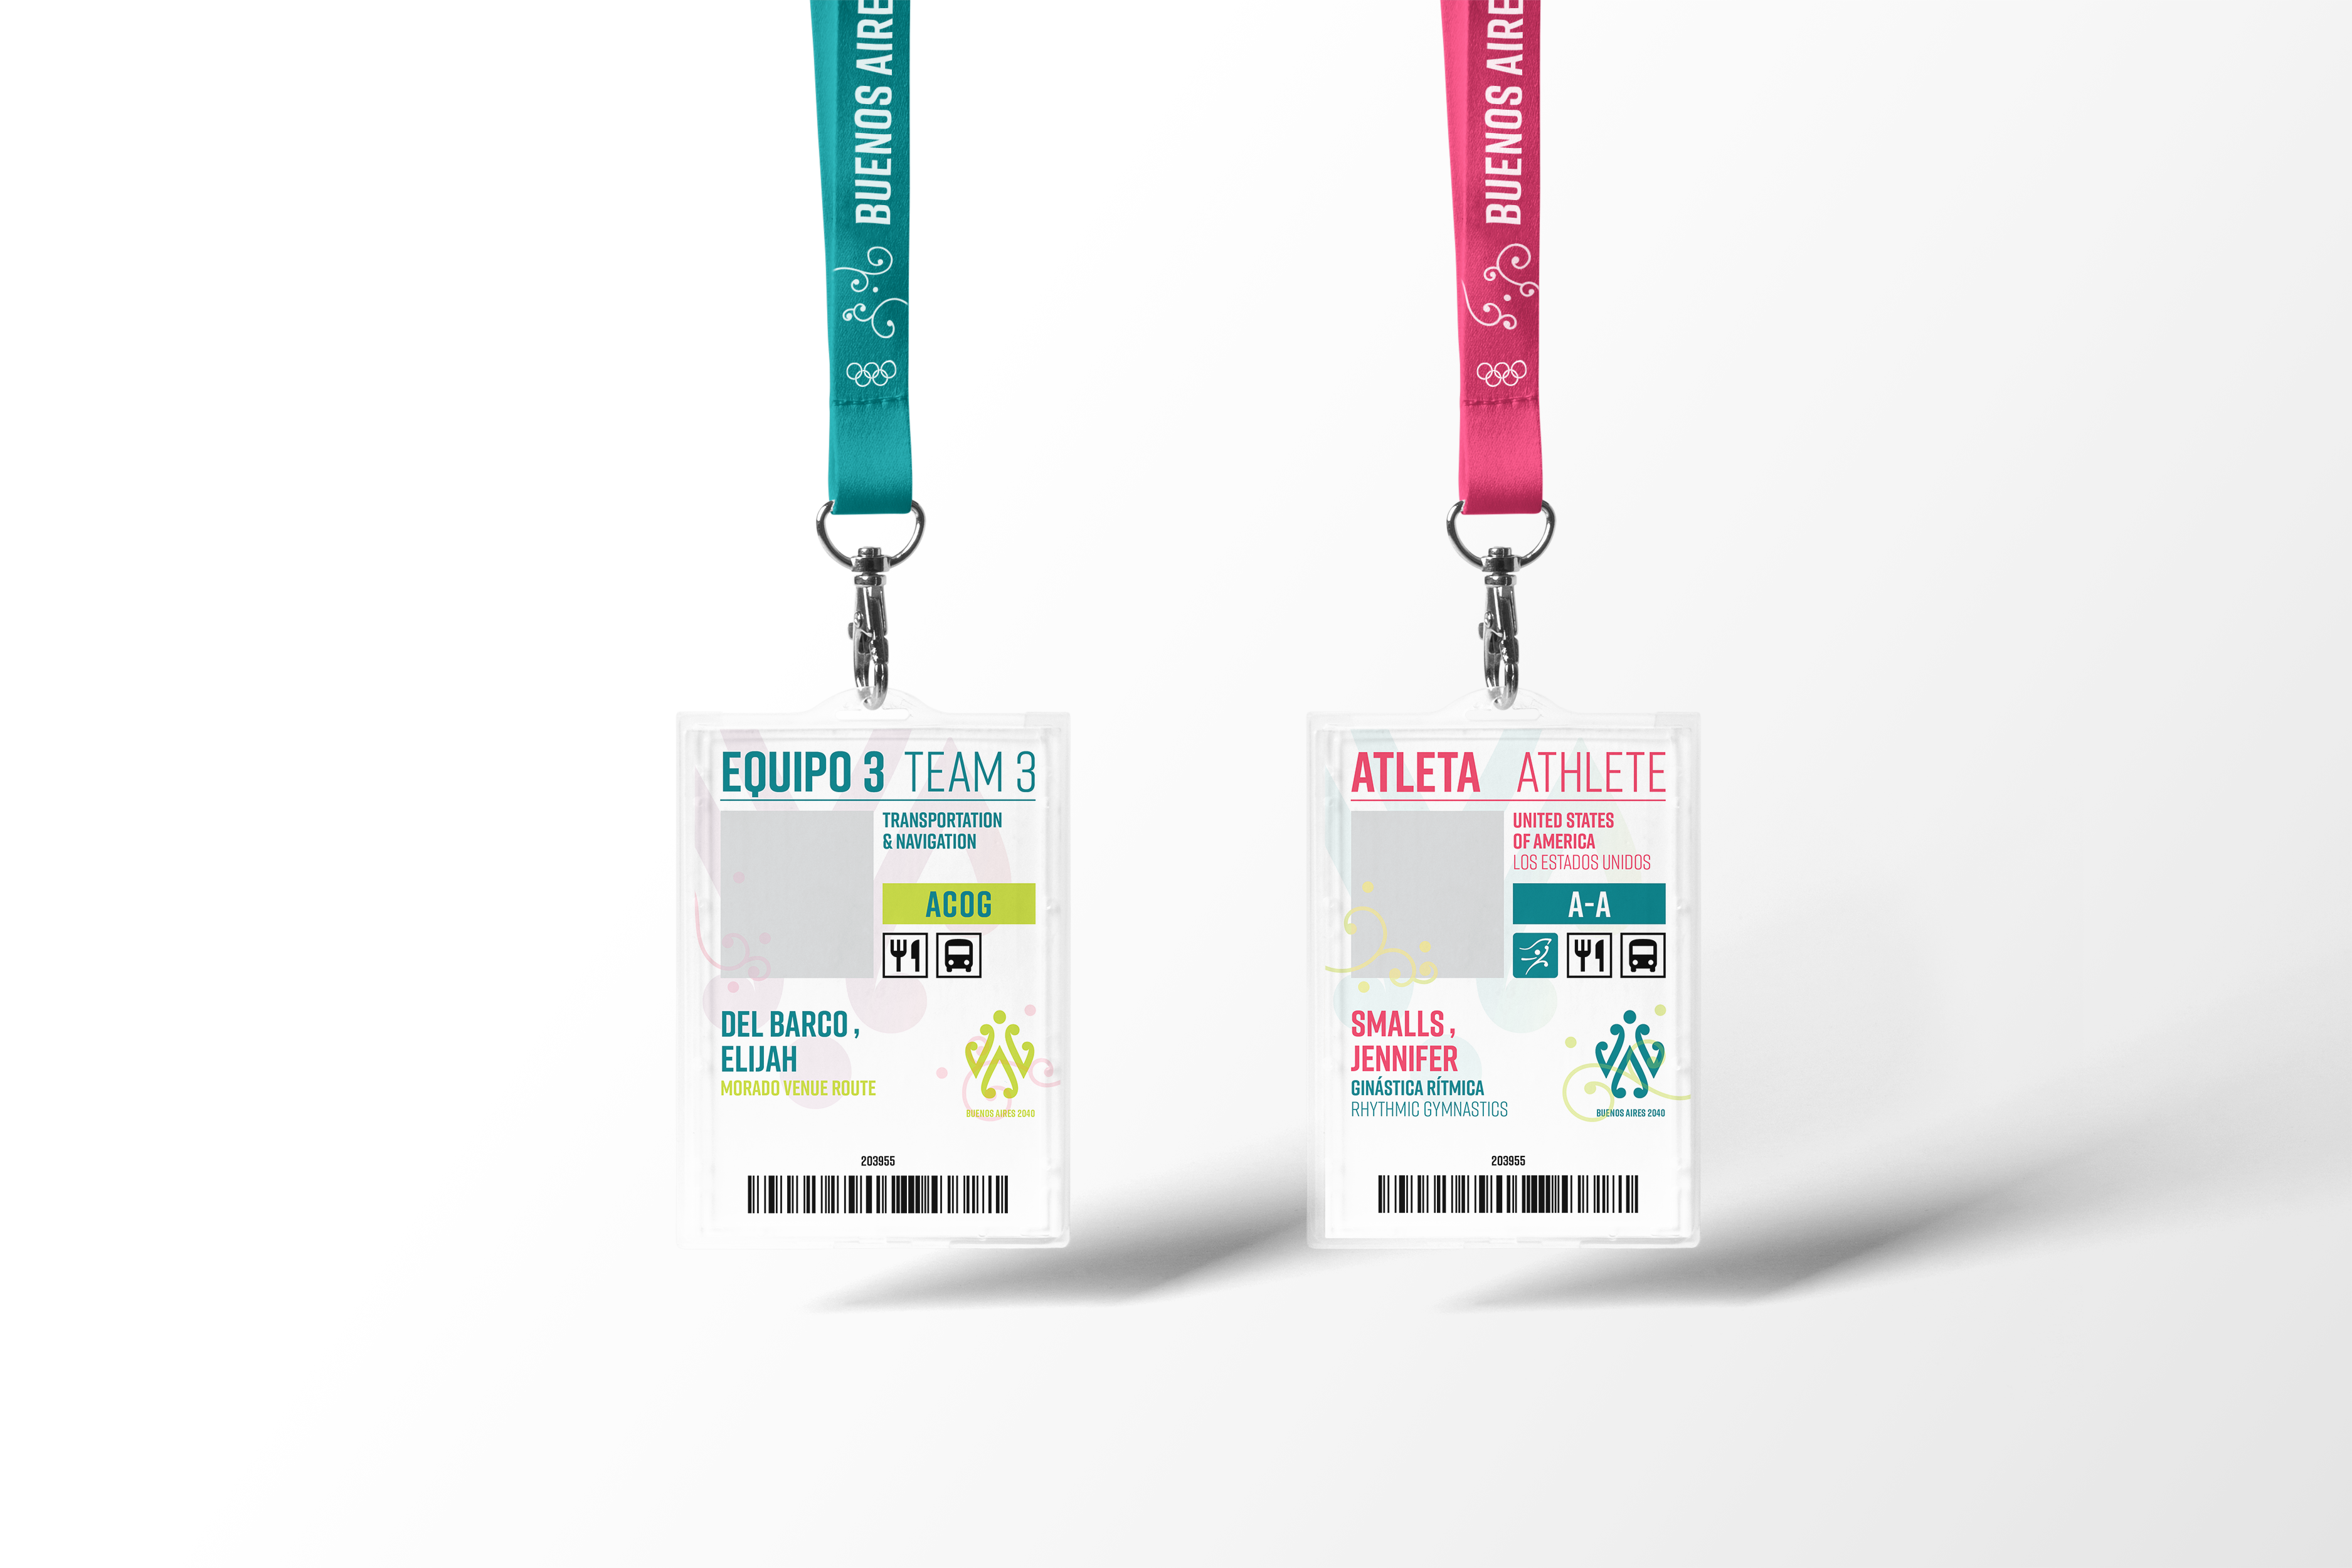 BUENOS AIRE
BUENOS AIRE
EQUIPO 3 TEAM 3
TRANSPORTATION
& NAVIGATION
ACOG
DEL BARCO ,
ELIJAH
MORADO VENUE ROUTE
BUENOS AIRES 2040
203955
ATLETA ATHLETE
UNITED STATES
OF AMERICA
LOS ESTADOS UNIDOS
A-A
SMALLS ,
JENNIFER
GINÁSTICA RÍTMICA
RHYTHMIC GYMNASTICS
BUENOS AIRES 2040
203955